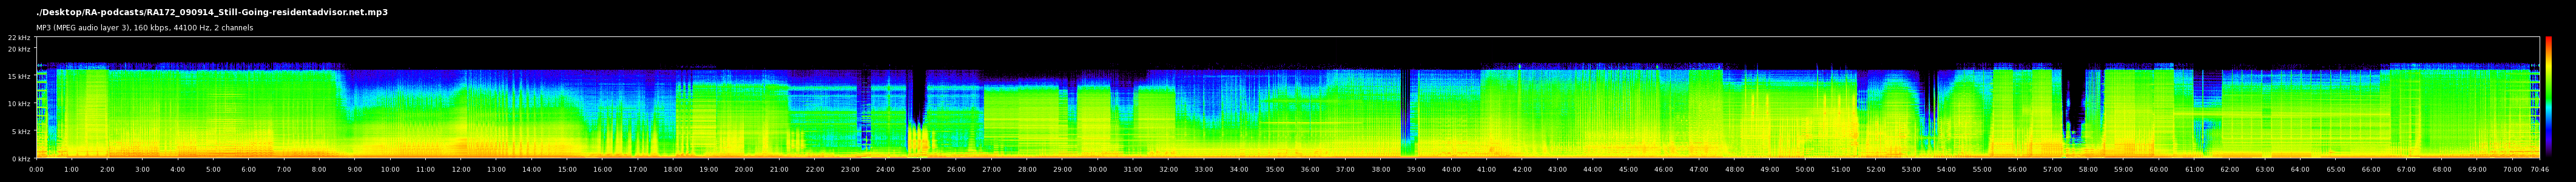 ./Desktop/RA-podcasts/RA172_090914_Still-Going-residentadvisor.net.mp3
MP3 (MPEG audio layer 3), 160 kbps, 44100 Hz, 2 channels
22 kHz
20 kHz
15 kHz
10 kHz
5 kHz
0 kHz
0:00 1:00 2:00 3:00 4:00 5:00 6:00 7:00 8:00 9:00 10:00 11:00 12:00 13:00 14:00 15:00 16:00 17:00 18:00 19:00 20:00 21:00 22:00 23:00 24:00 25:00 26:00 27:00 28:00 29:00 30:00 31:00 32:00 33:00 34:00 35:00 36:00 37:00 38:00 39:00 40:00 41:00 42:00 43:00 44:00 45:00 46:00 47:00 48:00 49:00 50:00 51:00 52:00 53:00 54:00 55:00 56:00 57:00 58:00 59:00 60:00 61:00 62:00 63:00 64:00 65:00 66:00 67:00 68:00 69:00 70:00 70:46